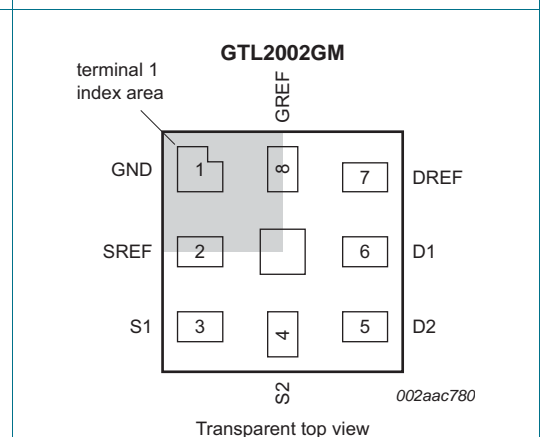 GTL2002GM
terminal 1
index area
GREF
GND
1
8
7
DREF
SREF
2
6
D1
S1
3
4
5
D2
S2
002aac780
Transparent top view